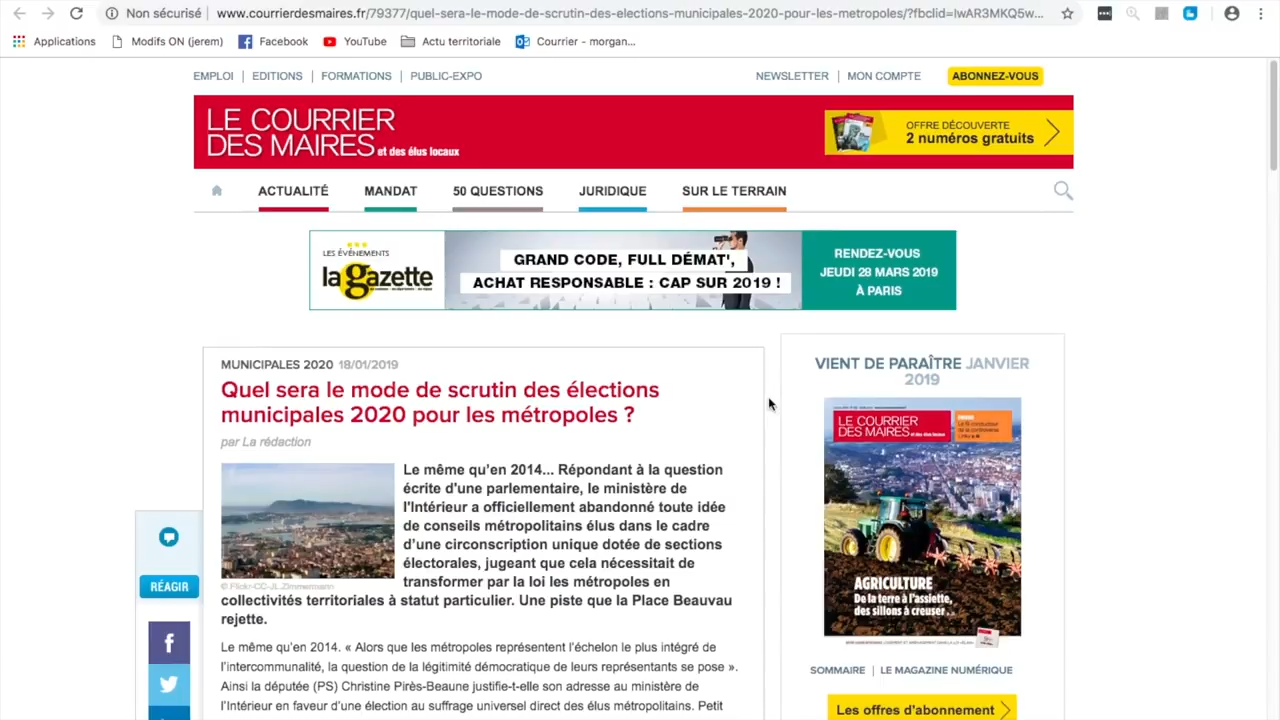 Non sécurisé | www.courrierdesmaires.fr/79377/quel-sera-le-mode-de-scrutin-des-elections-municipales-2020-pour-les-metropoles/?fbclid=IwAR3MKQ5w...
Applications Modifs ON (jerem) Facebook YouTube Actu territoriale Courrier - morgan...
EMPLOI | EDITIONS | FORMATIONS | PUBLIC-EXPO
NEWSLETTER | MON COMPTE ABONNEZ-VOUS
LE COURRIER
DES MAIRES et des élus locaux
OFFRE DÉCOUVERTE
2 numéros gratuits
ACTUALITÉ MANDAT 50 QUESTIONS JURIDIQUE SUR LE TERRAIN
LES ÉVÉNEMENTS
la gazette
GRAND CODE, FULL DÉMAT',
ACHAT RESPONSABLE : CAP SUR 2019 !
RENDEZ-VOUS
JEUDI 28 MARS 2019
À PARIS
MUNICIPALES 2020 18/01/2019
Quel sera le mode de scrutin des élections
municipales 2020 pour les métropoles ?
par La rédaction
Le même qu'en 2014... Répondant à la question
écrite d'une parlementaire, le ministère de
l'Intérieur a officiellement abandonné toute idée
de conseils métropolitains élus dans le cadre
d'une circonscription unique dotée de sections
électorales, jugeant que cela nécessitait de
transformer par la loi les métropoles en
© Flickr-CC-JL.Zimmermann
collectivités territoriales à statut particulier. Une piste que la Place Beauvau
rejette.
Le même qu'en 2014. « Alors que les métropoles représentent l'échelon le plus intégré de
l'intercommunalité, la question de la légitimité démocratique de leurs représentants se pose ».
Ainsi la députée (PS) Christine Pirès-Beaune justifie-t-elle son adresse au ministère de
l'Intérieur en faveur d'une élection au suffrage universel direct des élus métropolitains. Petit
RÉAGIR
VIENT DE PARAÎTRE JANVIER
2019
LE COURRIER
DES MAIRES et des élus locaux
AGRICULTURE
De la terre à l'assiette,
des sillons à creuser
SOMMAIRE | LE MAGAZINE NUMÉRIQUE
Les offres d'abonnement